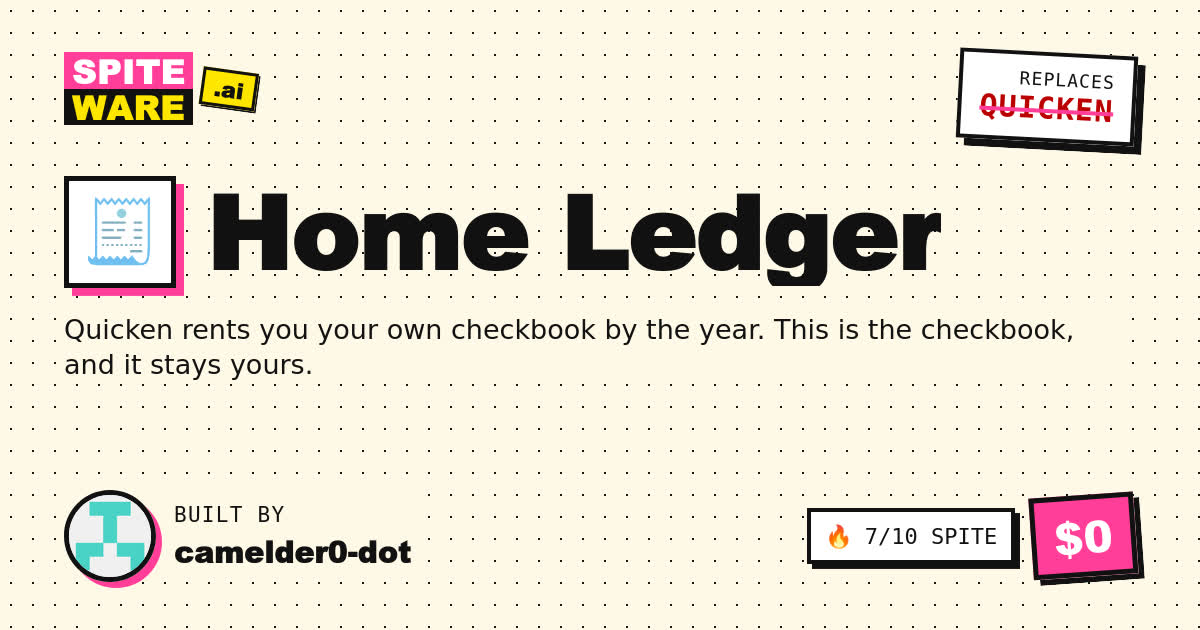 SPITE
WARE
.ai
REPLACES
QUICKEN
Home Ledger
Quicken rents you your own checkbook by the year. This is the checkbook,
and it stays yours.
BUILT BY
camelder0-dot
🔥 7/10 SPITE
$0